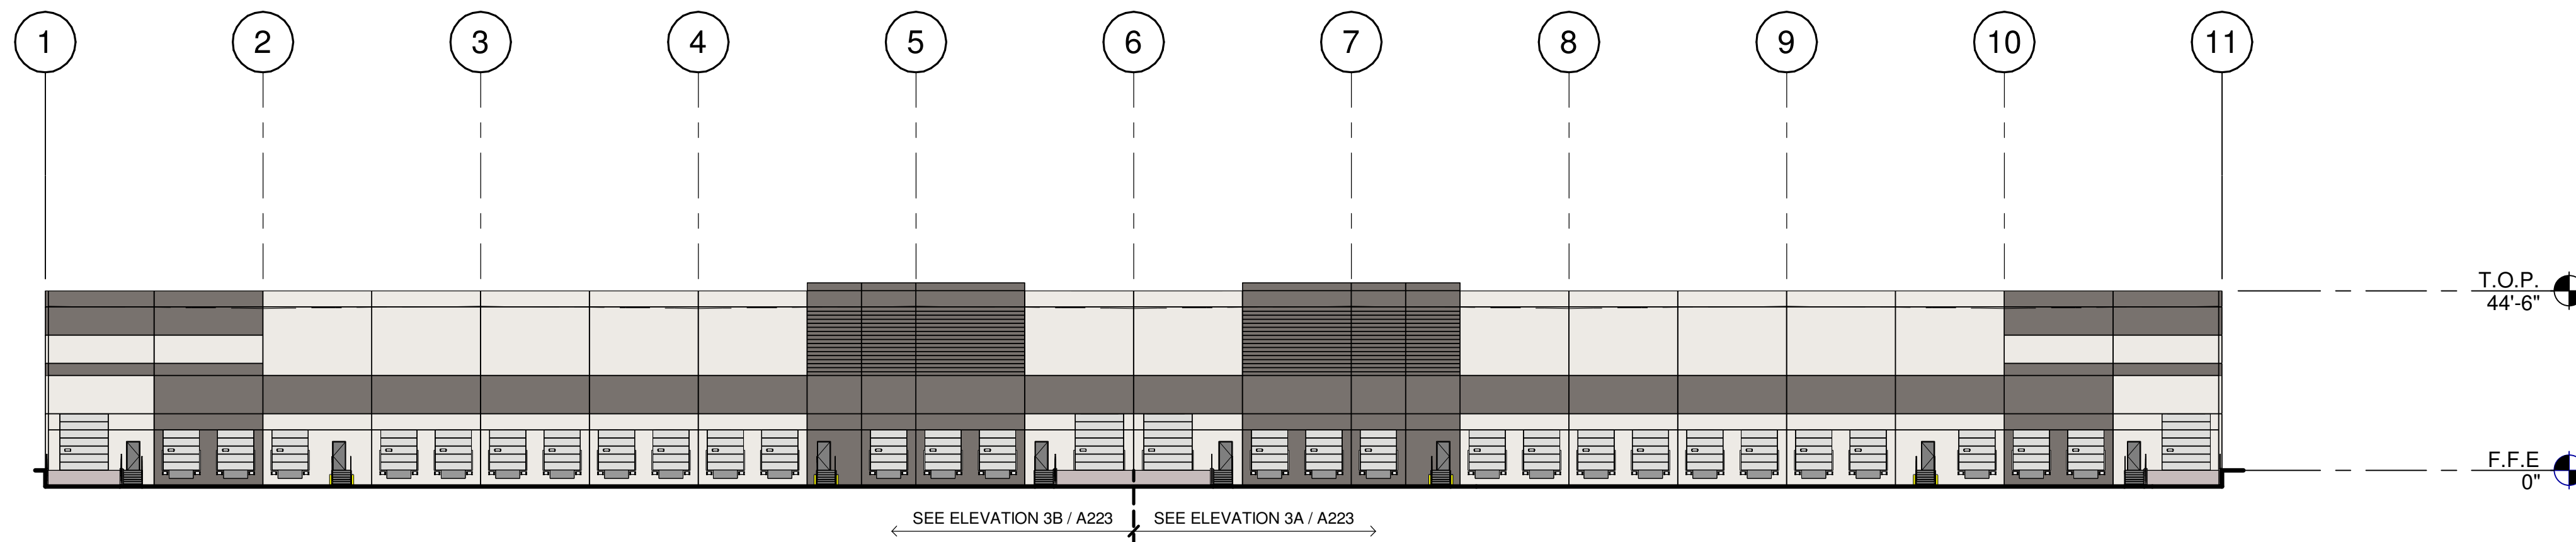 1 2 3 4 5 6 7 8 9 10 11
T.O.P.
44'-6"
F.F.E
0"
SEE ELEVATION 3B / A223 SEE ELEVATION 3A / A223